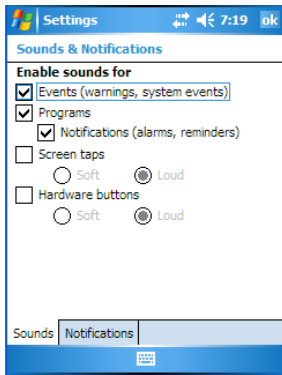 Settings 7:19 ok
Sounds & Notifications
Enable sounds for
Events (warnings, system events)
Programs
Notifications (alarms, reminders)
Screen taps
Soft Loud
Hardware buttons
Soft Loud
Sounds Notifications